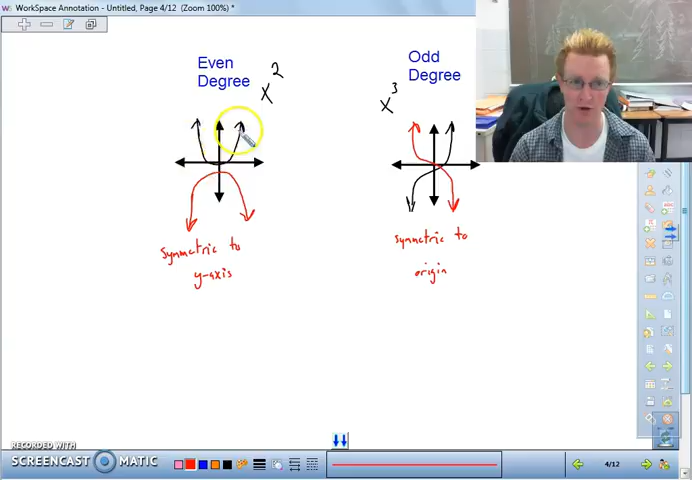 WorkSpace Annotation - Untitled, Page 4/12 (Zoom 100%) *
Even
Degree
x²
Odd
Degree
x³
symmetric to
y-axis
symmetric to
origin
RECORDED WITH
SCREENCAST MATIC
4/12